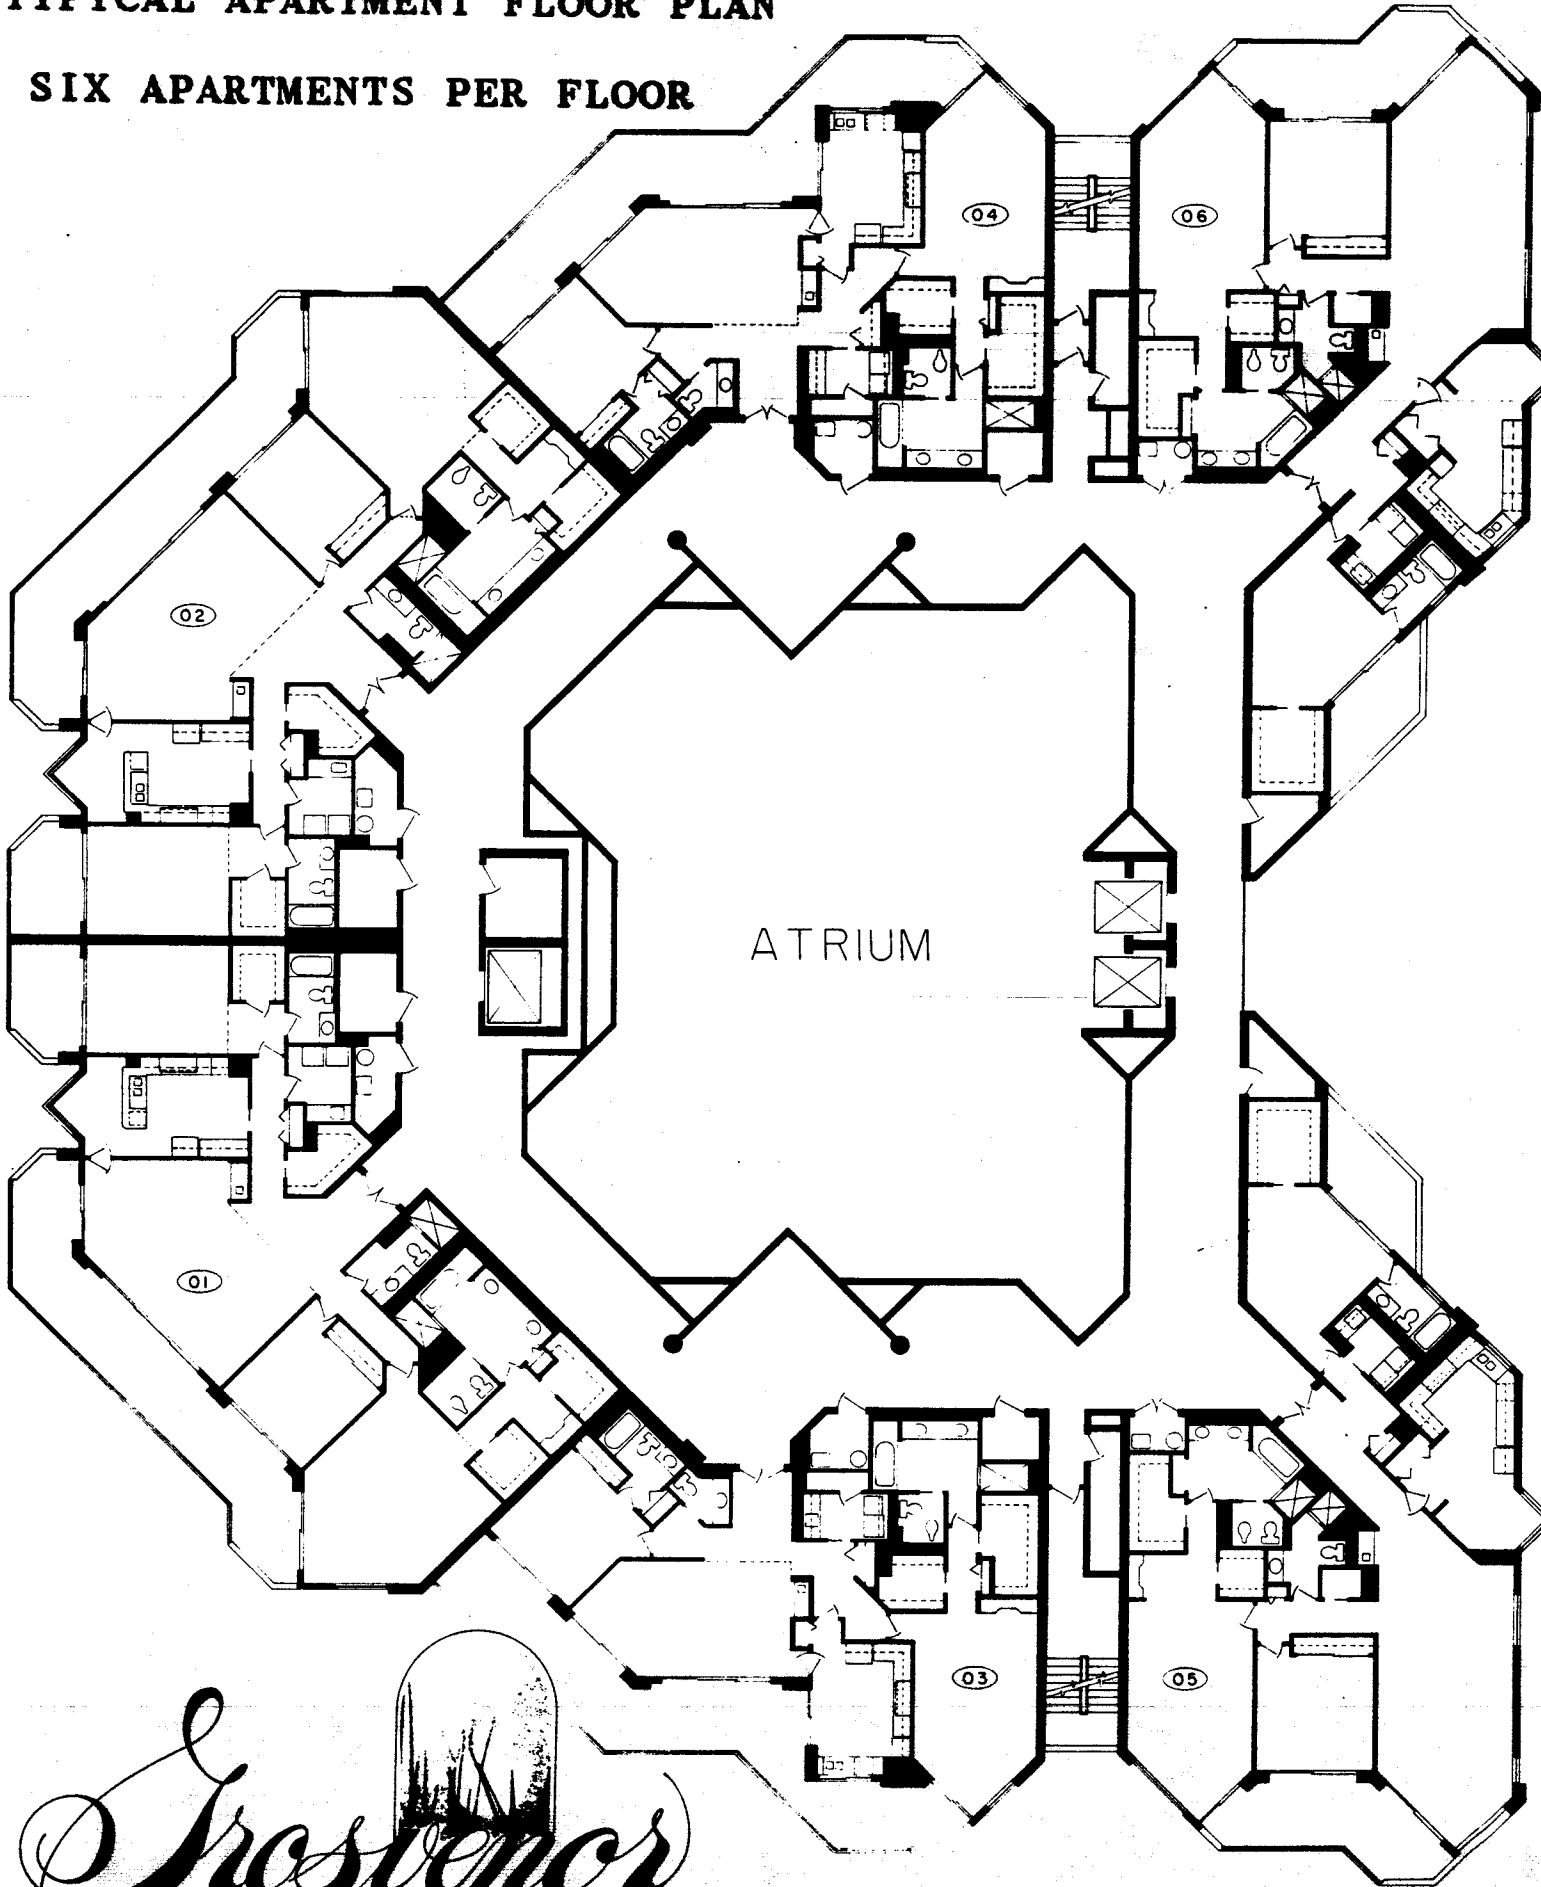 TYPICAL APARTMENT FLOOR PLAN
SIX APARTMENTS PER FLOOR
04
06
02
ATRIUM
01
03
05
Grosvenor